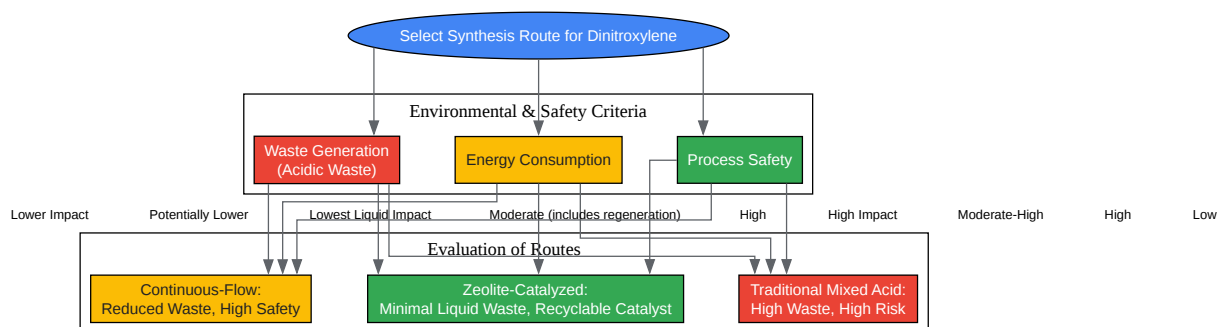 Select Synthesis Route for Dinitroxylene
Environmental & Safety Criteria
Waste Generation
(Acidic Waste)
Energy Consumption
Process Safety
Lower Impact
Potentially Lower
Lowest Liquid Impact
Moderate (includes regeneration)
High
High Impact
Moderate-High
High
Low
Evaluation of Routes
Continuous-Flow:
Reduced Waste, High Safety
Zeolite-Catalyzed:
Minimal Liquid Waste, Recyclable Catalyst
Traditional Mixed Acid:
High Waste, High Risk